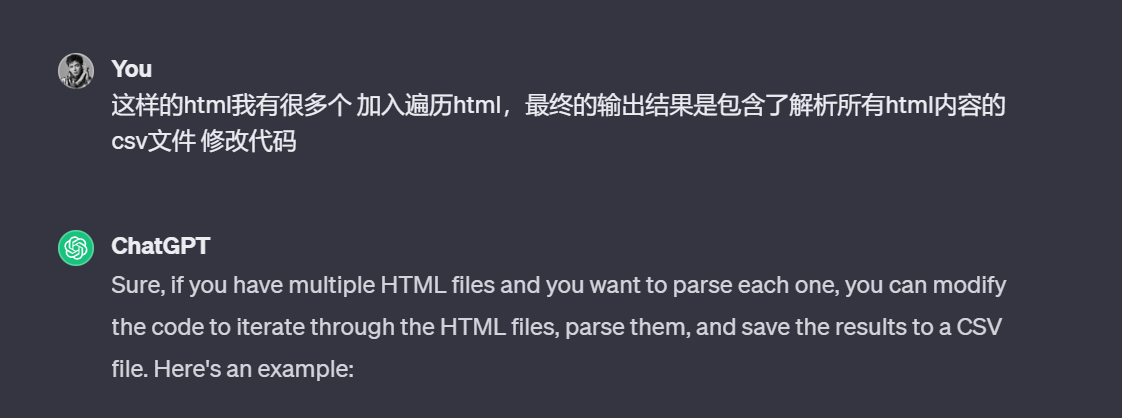 You
这样的html我有很多个 加入遍历html，最终的输出结果是包含了解析所有html内容的
csv文件 修改代码
ChatGPT
Sure, if you have multiple HTML files and you want to parse each one, you can modify
the code to iterate through the HTML files, parse them, and save the results to a CSV
file. Here's an example: